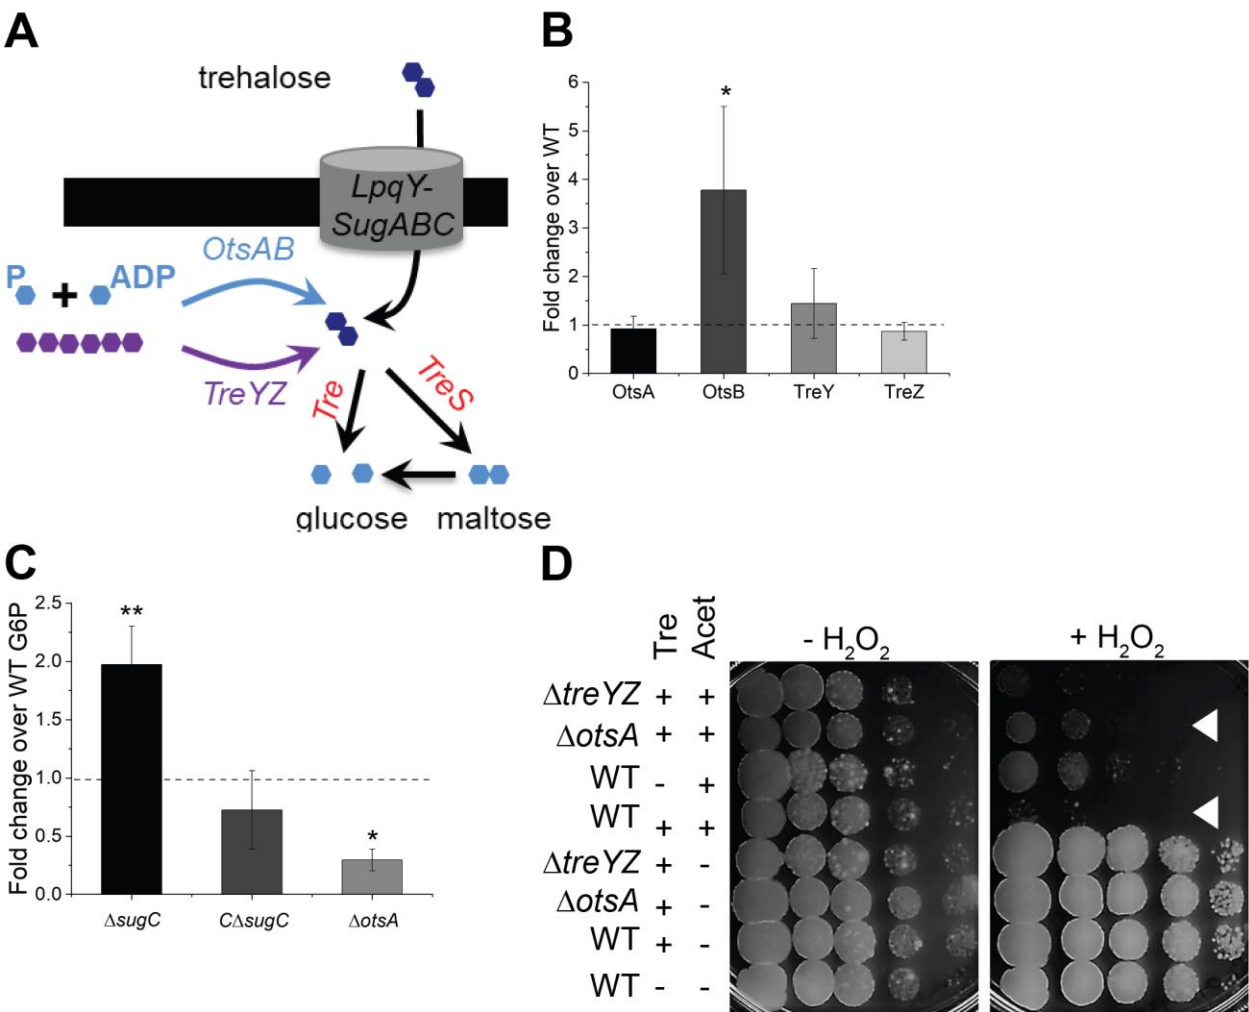 A
trehalose
LpqY-
SugABC
OtsAB
P + ADP
TreYZ
Tre
TreS
glucose maltose
B
Fold change over WT
6
5
4
3
2
1
0
*
OtsA OtsB TreY TreZ
C
Fold change over WT G6P
2.5
2.0
1.5
1.0
0.5
0.0
**
*
ΔsugC CΔsugC ΔotsA
D
Tre Acet
- H₂O₂ + H₂O₂
ΔtreYZ + +
ΔotsA + +
WT - +
WT + +
ΔtreYZ + -
ΔotsA + -
WT + -
WT - -